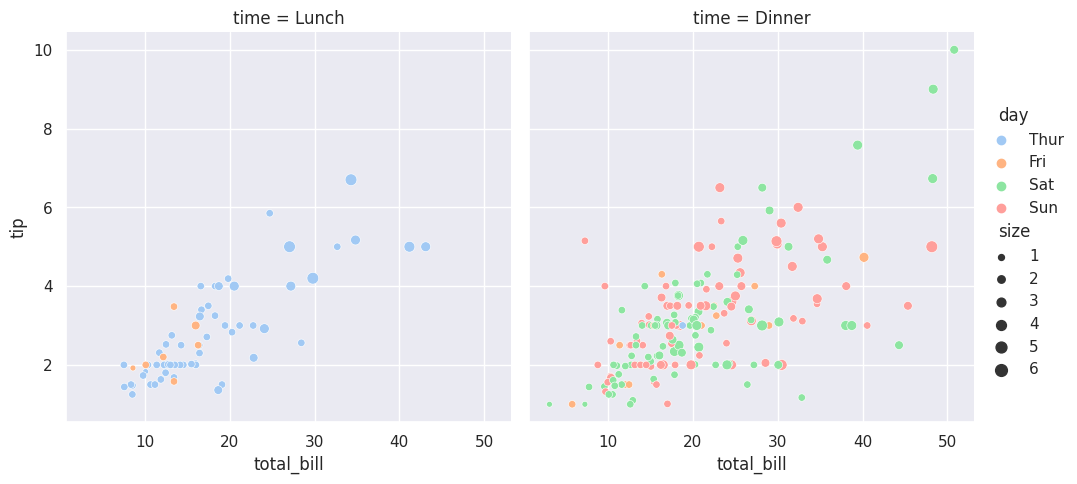 time = Lunch
time = Dinner
10
8
6
4
2
tip
10 20 30 40 50
10 20 30 40 50
total_bill
total_bill
day
Thur
Fri
Sat
Sun
size
1
2
3
4
5
6